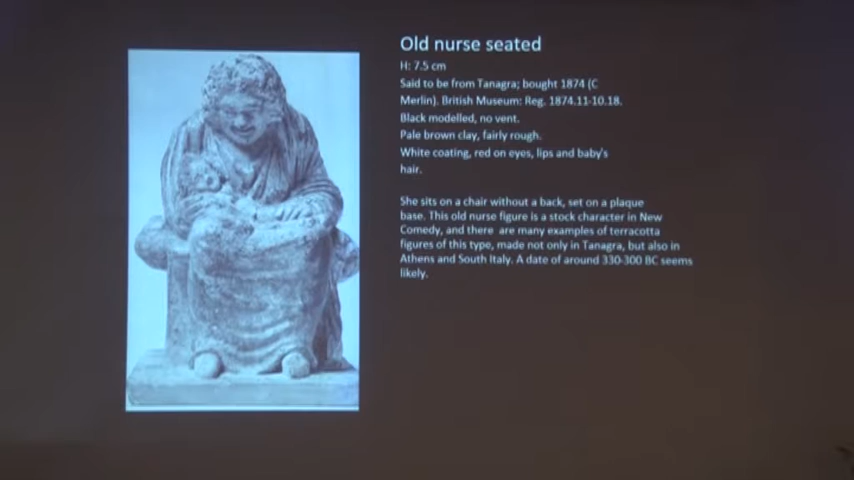 Old nurse seated
H: 7.5 cm
Said to be from Tanagra; bought 1874 (C
Merlin). British Museum: Reg. 1874.11-10.18.
Black modelled, no vent.
Pale brown clay, fairly rough.
White coating, red on eyes, lips and baby's
hair.
She sits on a chair without a back, set on a plaque
base. This old nurse figure is a stock character in New
Comedy, and there are many examples of terracotta
figures of this type, made not only in Tanagra, but also in
Athens and South Italy. A date of around 330-300 BC seems
likely.